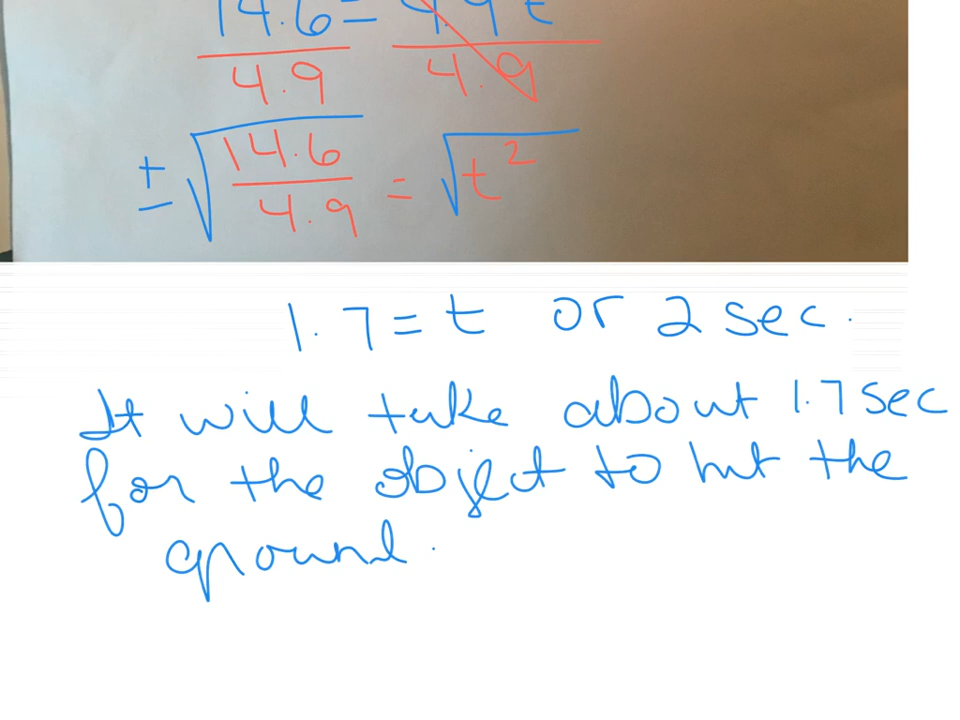 14.6 = 4.9 t
4.9 4.9
± √ 14.6 / 4.9 = √ t²
1.7 = t or 2 sec.
It will take about 1.7 sec
for the object to hit the
ground.